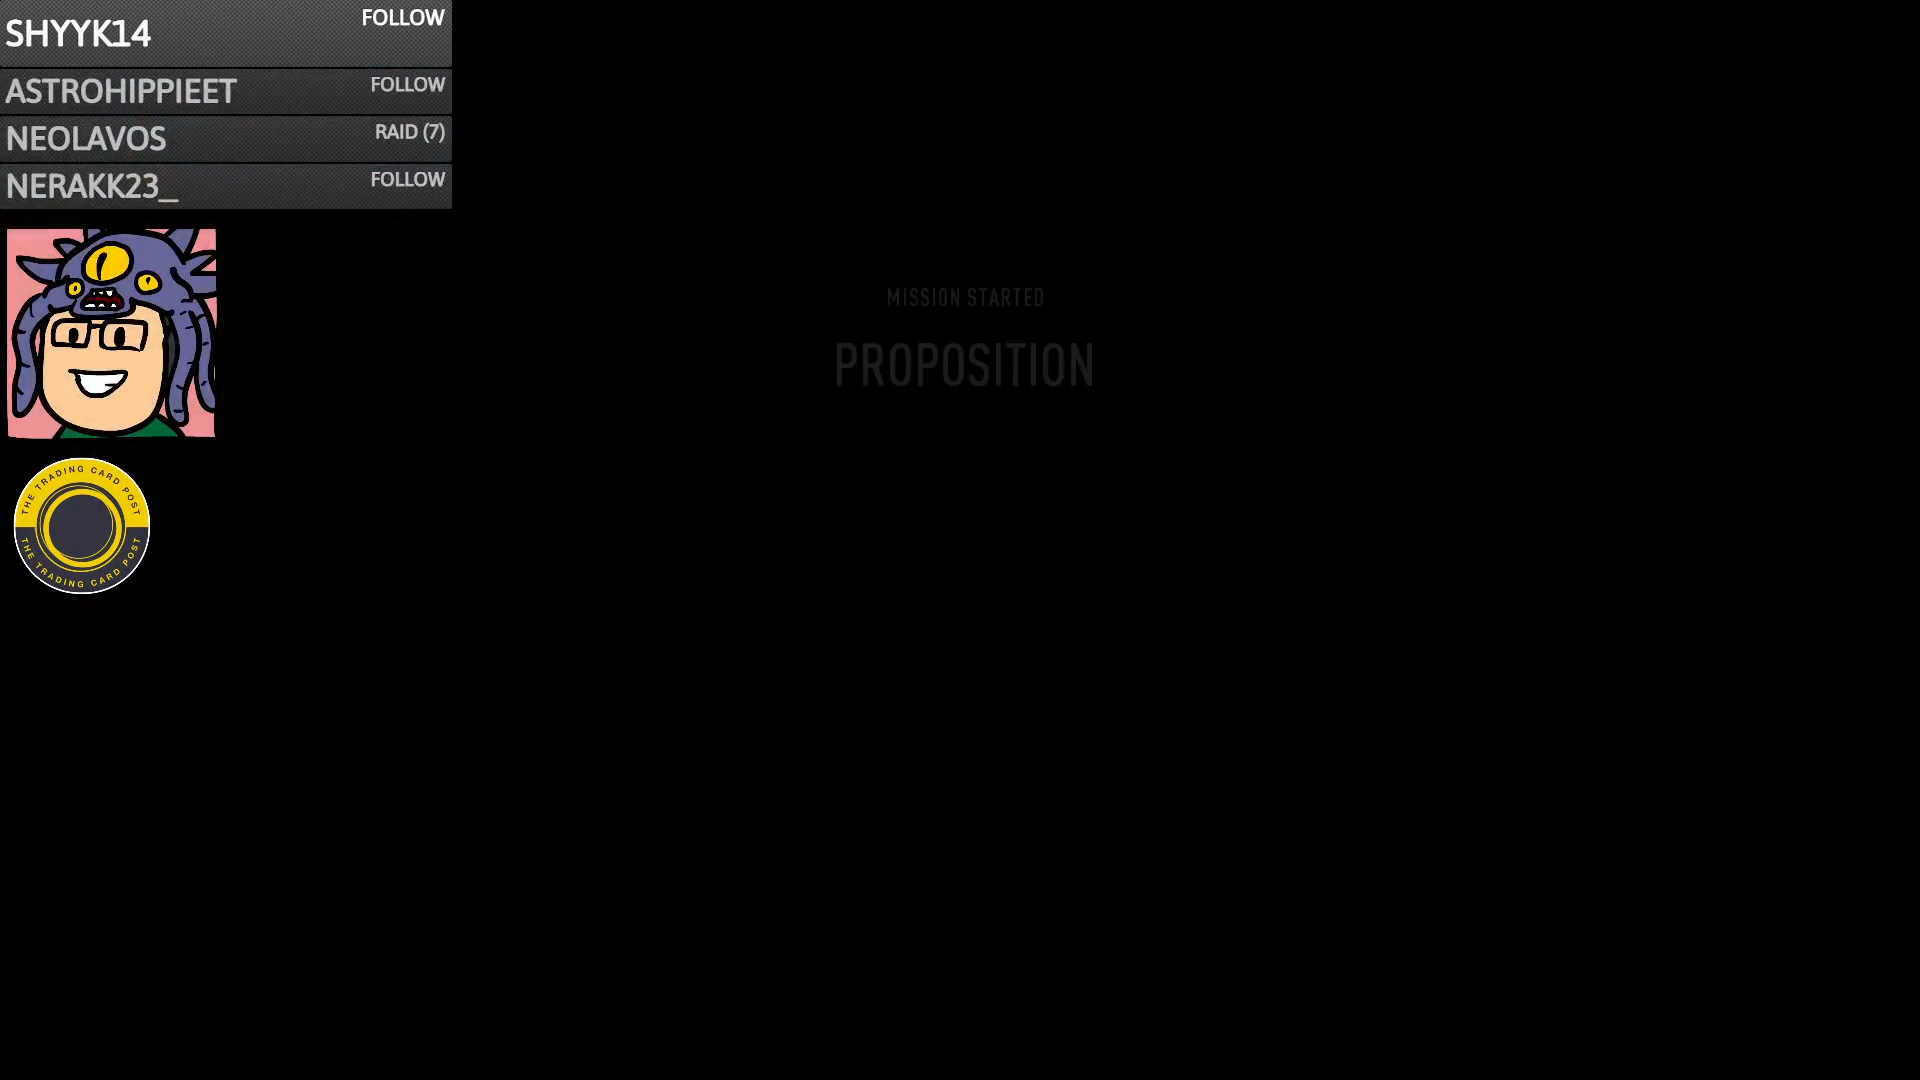 SHYYK14 FOLLOW
ASTROHIPPIEET FOLLOW
NEOLAVOS RAID (7)
NERAKK23_ FOLLOW
MISSION STARTED
PROPOSITION
THE TRADING CARD POST
THE TRADING CARD POST